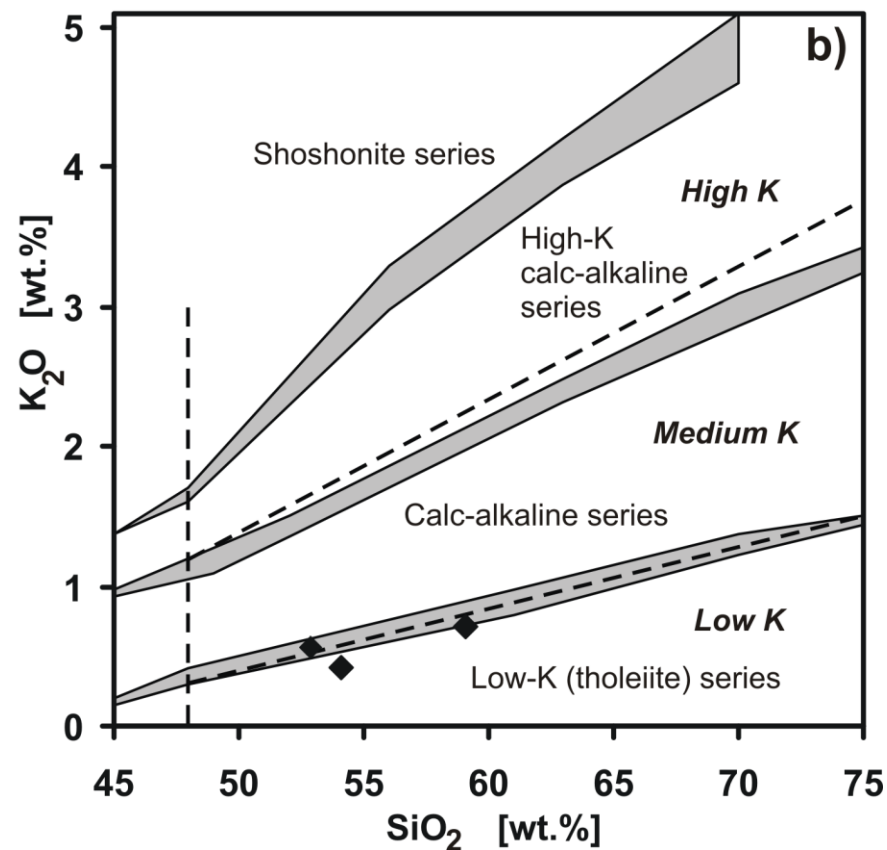 b)
5
4
3
2
1
0
K₂O [wt.%]
Shoshonite series
High K
High-K
calc-alkaline
series
Medium K
Calc-alkaline series
Low K
Low-K (tholeiite) series
45 50 55 60 65 70 75
SiO₂ [wt.%]